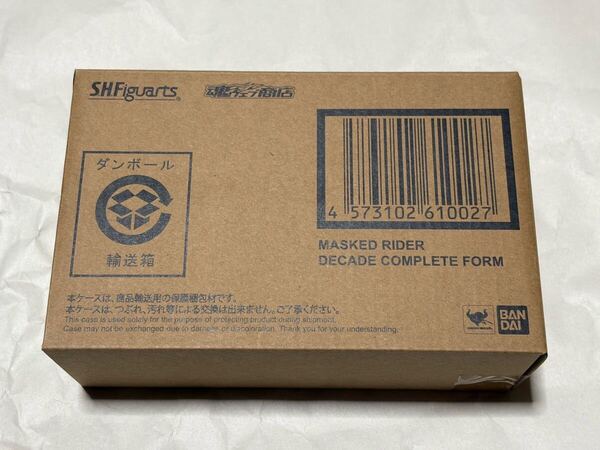 S.H.Figuarts
魂ウェブ商店
ダンボール
輸送箱
4 573102 610027
MASKED RIDER
DECADE COMPLETE FORM
本ケースは、商品輸送用の保護梱包材です。
本ケースは、つぶれ、汚れ等による交換は出来ません。ご了承ください。
This case is used solely for the purpose of protecting product during shipment.
Case may not be exchanged due to damage or discoloration. Thank you for your understanding.
BAN
DAI